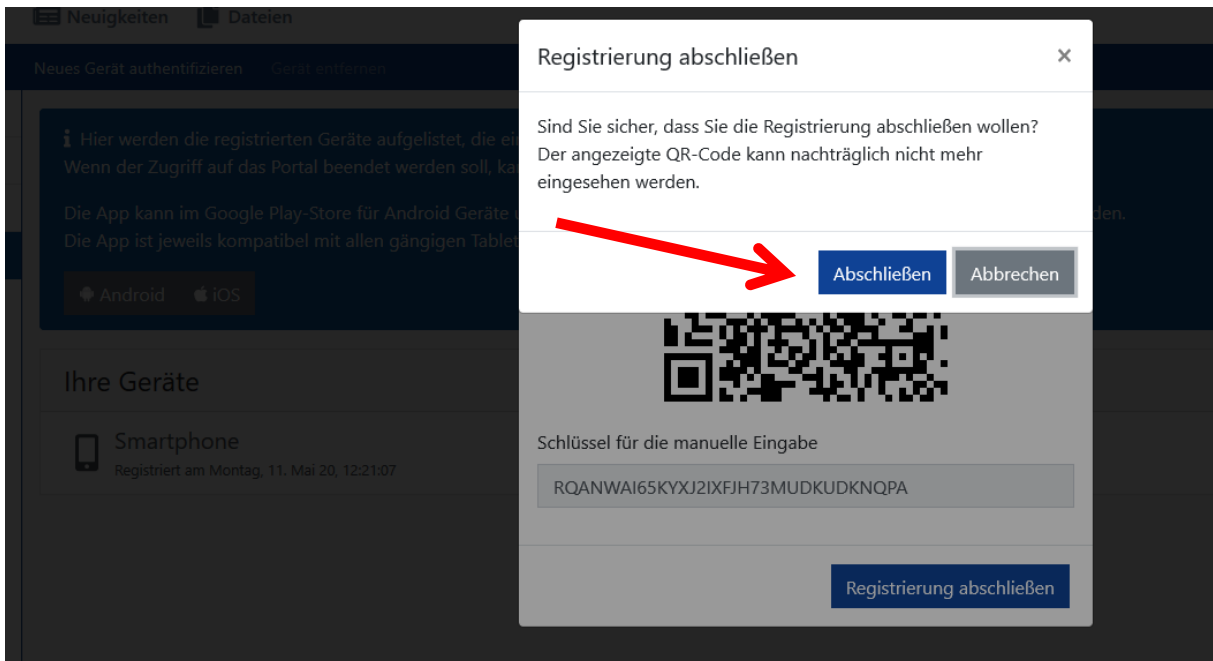 Neuigkeiten Dateien
Neues Gerät authentifizieren Gerät entfernen
Registrierung abschließen ×
Sind Sie sicher, dass Sie die Registrierung abschließen wollen?
Der angezeigte QR-Code kann nachträglich nicht mehr
eingesehen werden.
Abschließen Abbrechen
Hier werden die registrierten Geräte aufgelistet, die
Wenn der Zugriff auf das Portal beendet werden soll,
Die App kann im Google Play-Store für Android Geräte
den.
Die App ist jeweils kompatibel mit allen gängigen Tablet
Android iOS
Ihre Geräte
Smartphone
Registriert am Montag, 11. Mai 20, 12:21:07
Schlüssel für die manuelle Eingabe
RQANWAI65KYXJ2IXFJH73MUDKUDKNQPA
Registrierung abschließen